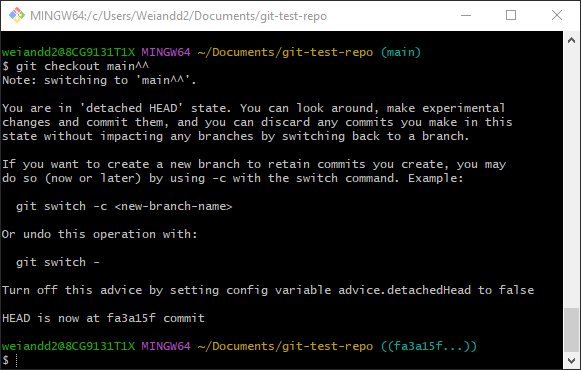 MINGW64:/c/Users/Weiandd2/Documents/git-test-repo
weiandd2@8CG9131T1X MINGW64 ~/Documents/git-test-repo (main)
$ git checkout main^^
Note: switching to 'main^^'.
You are in 'detached HEAD' state. You can look around, make experimental
changes and commit them, and you can discard any commits you make in this
state without impacting any branches by switching back to a branch.
If you want to create a new branch to retain commits you create, you may
do so (now or later) by using -c with the switch command. Example:
git switch -c <new-branch-name>
Or undo this operation with:
git switch -
Turn off this advice by setting config variable advice.detachedHead to false
HEAD is now at fa3a15f commit
weiandd2@8CG9131T1X MINGW64 ~/Documents/git-test-repo ((fa3a15f...))
$